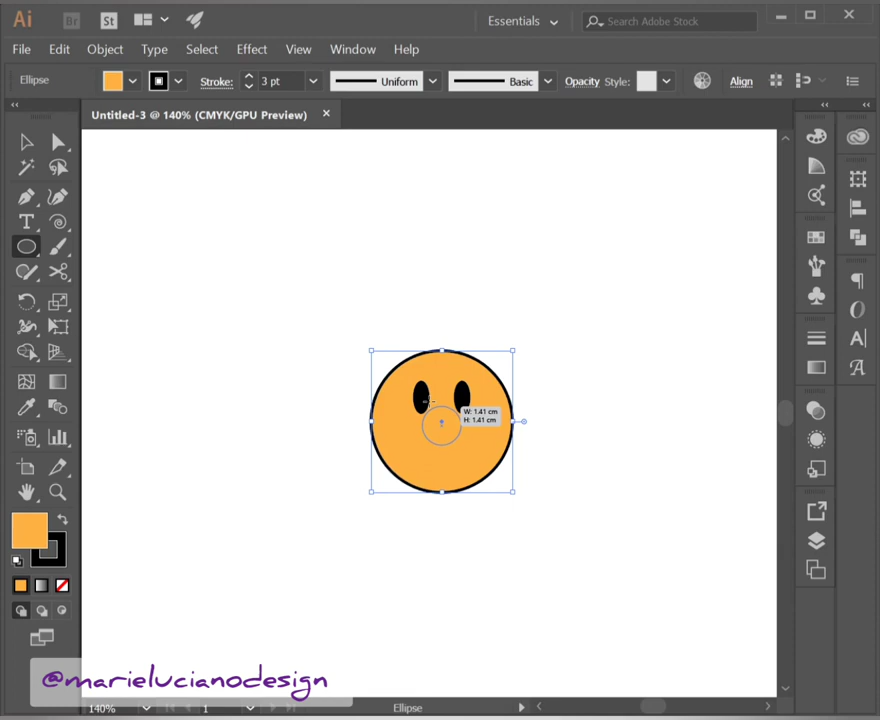 Ai Br St Essentials Search Adobe Stock
File Edit Object Type Select Effect View Window Help
Ellipse Stroke: 3 pt Uniform Basic Opacity Style: Align
Untitled-3 @ 140% (CMYK/GPU Preview)
W: 1.41 cm
H: 1.41 cm
@marielucianodesign
140% 1 Ellipse